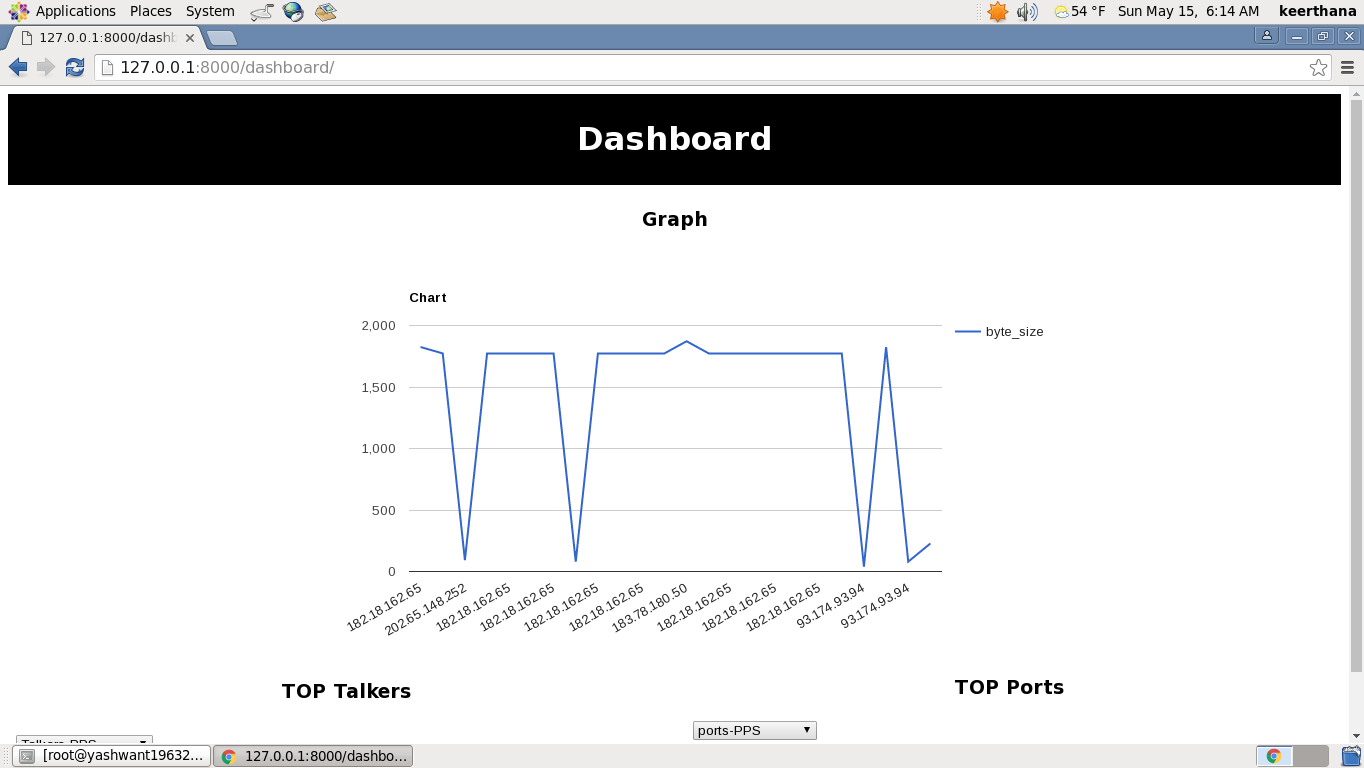 Applications Places System 54 °F Sun May 15, 6:14 AM keerthana
127.0.0.1:8000/dashb
127.0.0.1:8000/dashboard/
Dashboard
Graph
Chart
byte_size
2,000
1,500
1,000
500
0
182.18.162.65
202.65.148.252
182.18.162.65
182.18.162.65
182.18.162.65
182.18.162.65
183.78.180.50
182.18.162.65
182.18.162.65
182.18.162.65
93.174.93.94
93.174.93.94
TOP Talkers
TOP Ports
Talkers-PPS
ports-PPS
[root@yashwant19632... 127.0.0.1:8000/dashbo...